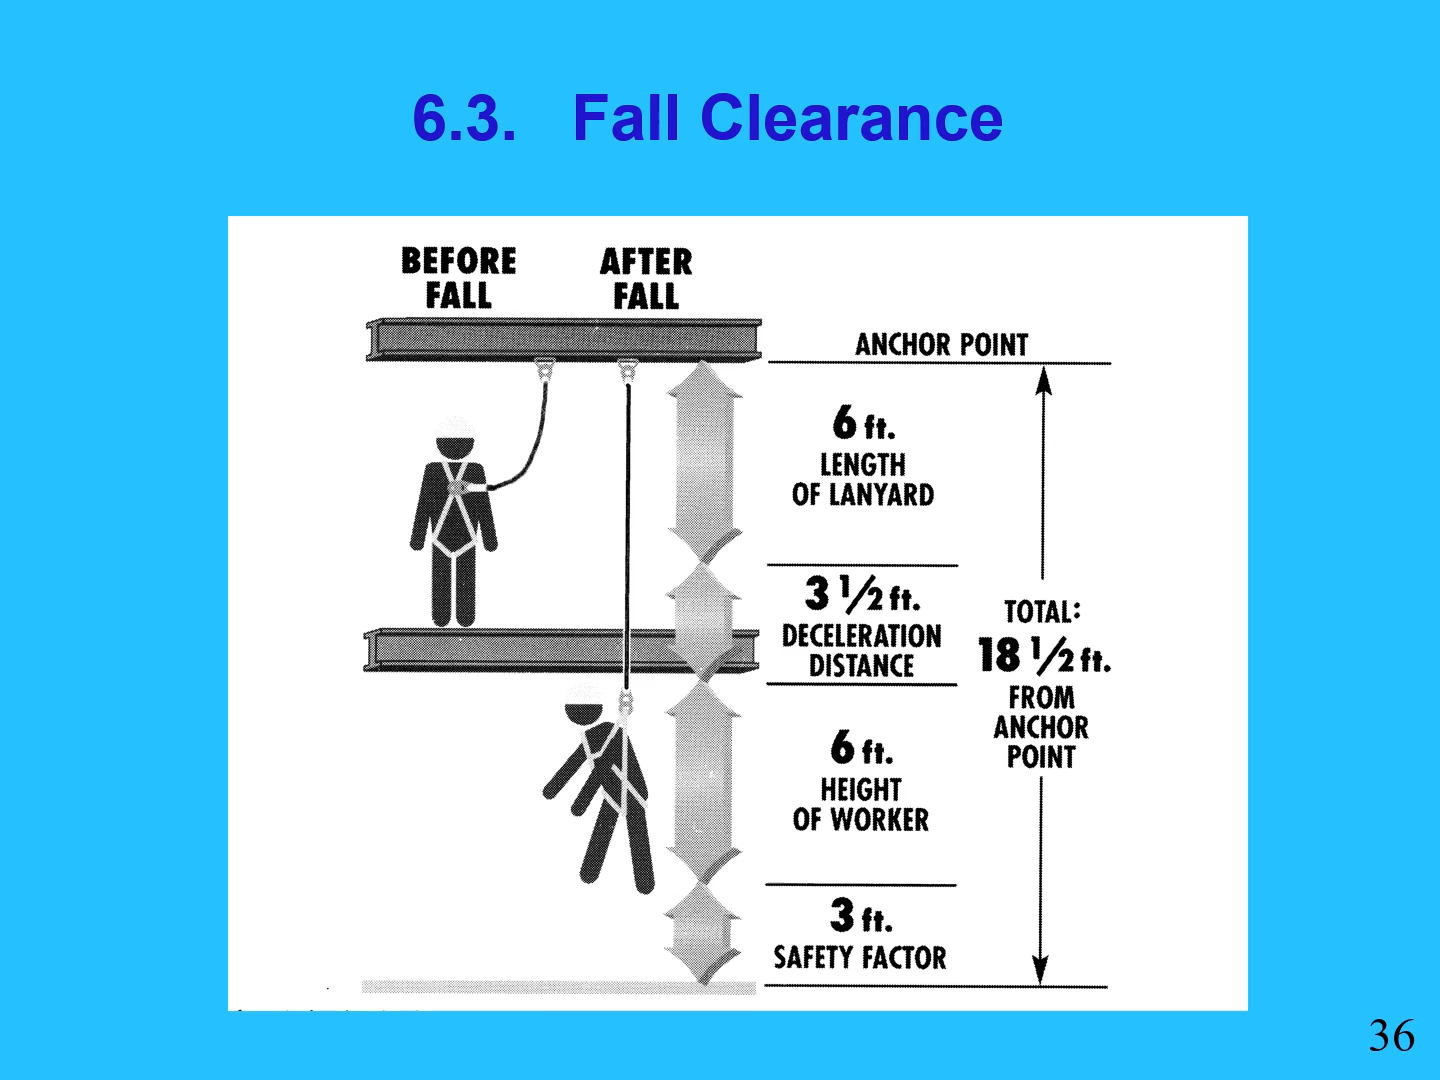 6.3. Fall Clearance
BEFORE
FALL
AFTER
FALL
ANCHOR POINT
6 ft.
LENGTH
OF LANYARD
3 1/2 ft.
DECELERATION
DISTANCE
TOTAL:
18 1/2 ft.
FROM
ANCHOR
POINT
6 ft.
HEIGHT
OF WORKER
3 ft.
SAFETY FACTOR
36